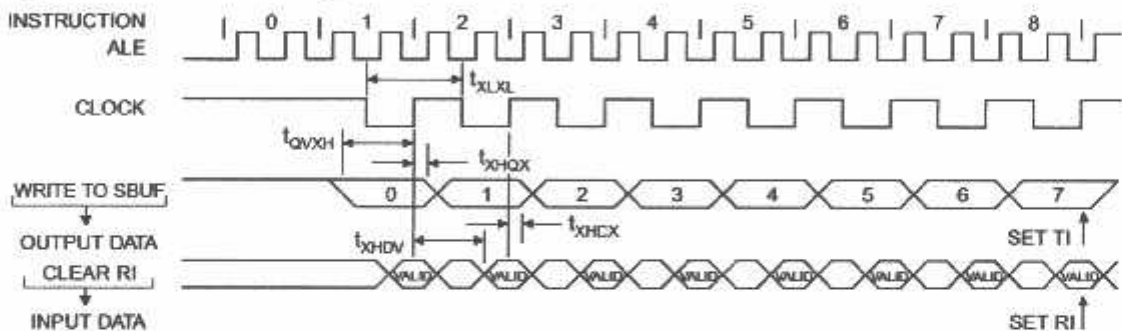 INSTRUCTION 0 1 2 3 4 5 6 7 8
ALE
tXLXL
CLOCK
tQVXH
tXHQX
WRITE TO SBUF 0 1 2 3 4 5 6 7
tXHDV tXHCX
OUTPUT DATA SET TI
CLEAR RI VALID VALID VALID VALID VALID VALID VALID VALID
INPUT DATA SET RI